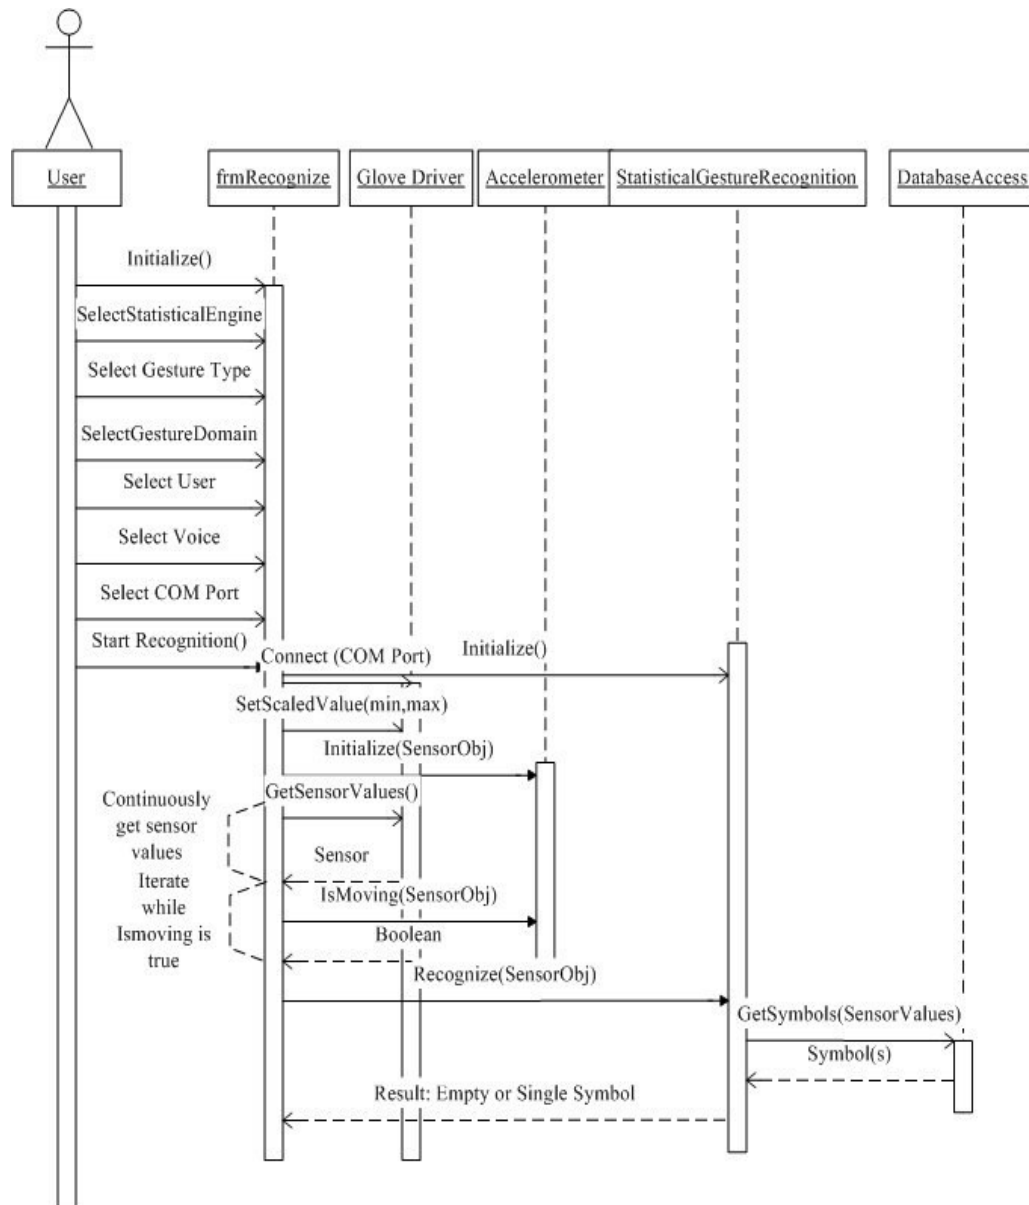 User
frmRecognize
Glove Driver
Accelerometer
StatisticalGestureRecognition
DatabaseAccess
Initialize()
SelectStatisticalEngine
Select Gesture Type
SelectGestureDomain
Select User
Select Voice
Select COM Port
Start Recognition()
Connect (COM Port)
Initialize()
SetScaledValue(min,max)
Initialize(SensorObj)
GetSensorValues()
Continuously
get sensor
values
Sensor
Iterate
while
Ismoving is
true
IsMoving(SensorObj)
Boolean
Recognize(SensorObj)
GetSymbols(SensorValues)
Symbol(s)
Result: Empty or Single Symbol